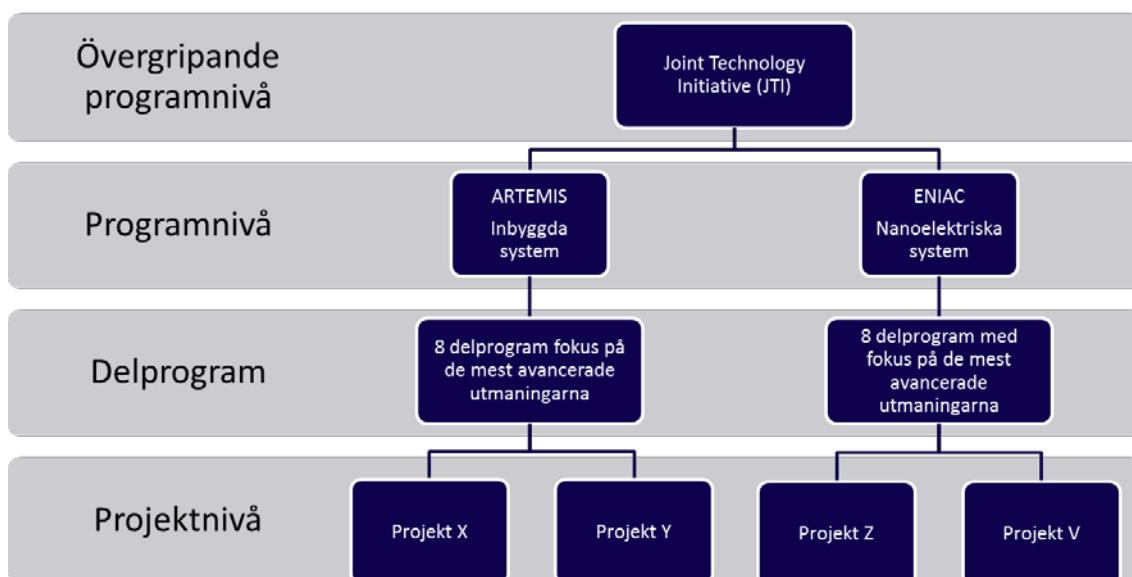 Övergripande
programnivå
Joint Technology
Initiative (JTI)
Programnivå
ARTEMIS
Inbyggda
system
ENIAC
Nanoelektriska
system
Delprogram
8 delprogram fokus på
de mest avancerade
utmaningarna
8 delprogram med
fokus på de mest
avancerade
utmaningarna
Projektnivå
Projekt X
Projekt Y
Projekt Z
Projekt V